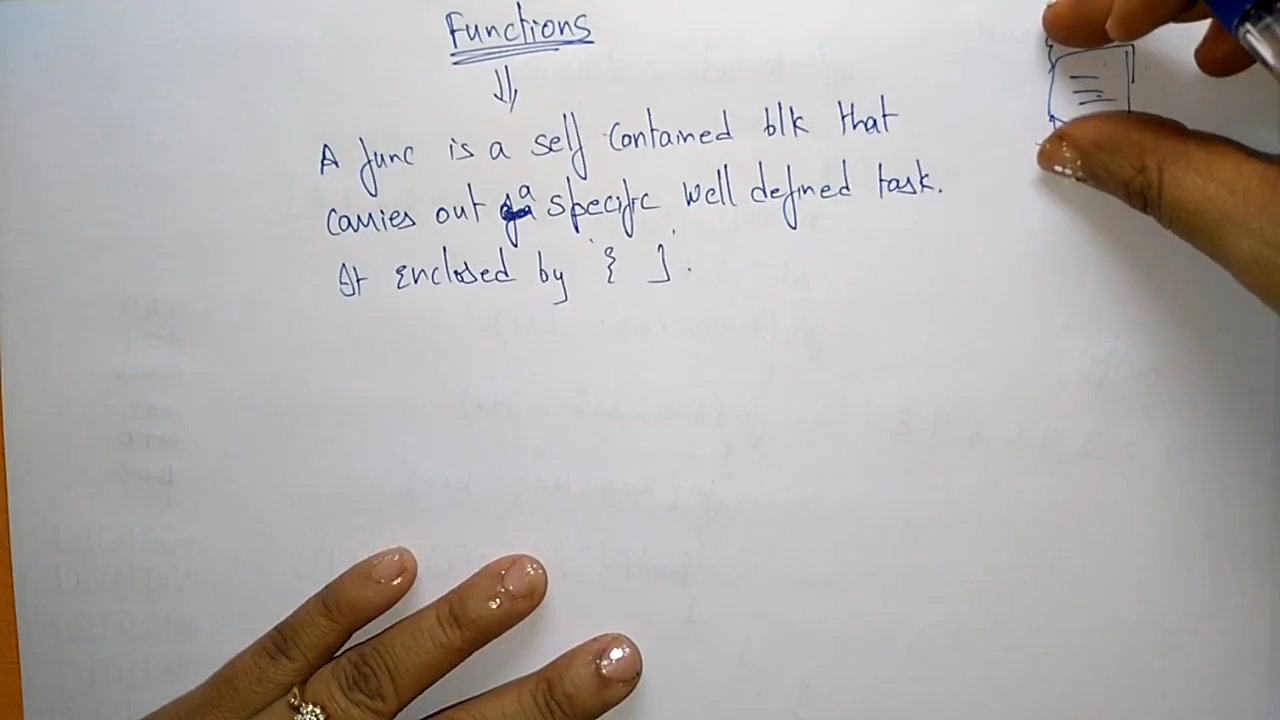 Functions
A func is a self contained blk that
carries out a specific well defined task.
It enclosed by '{ }'.